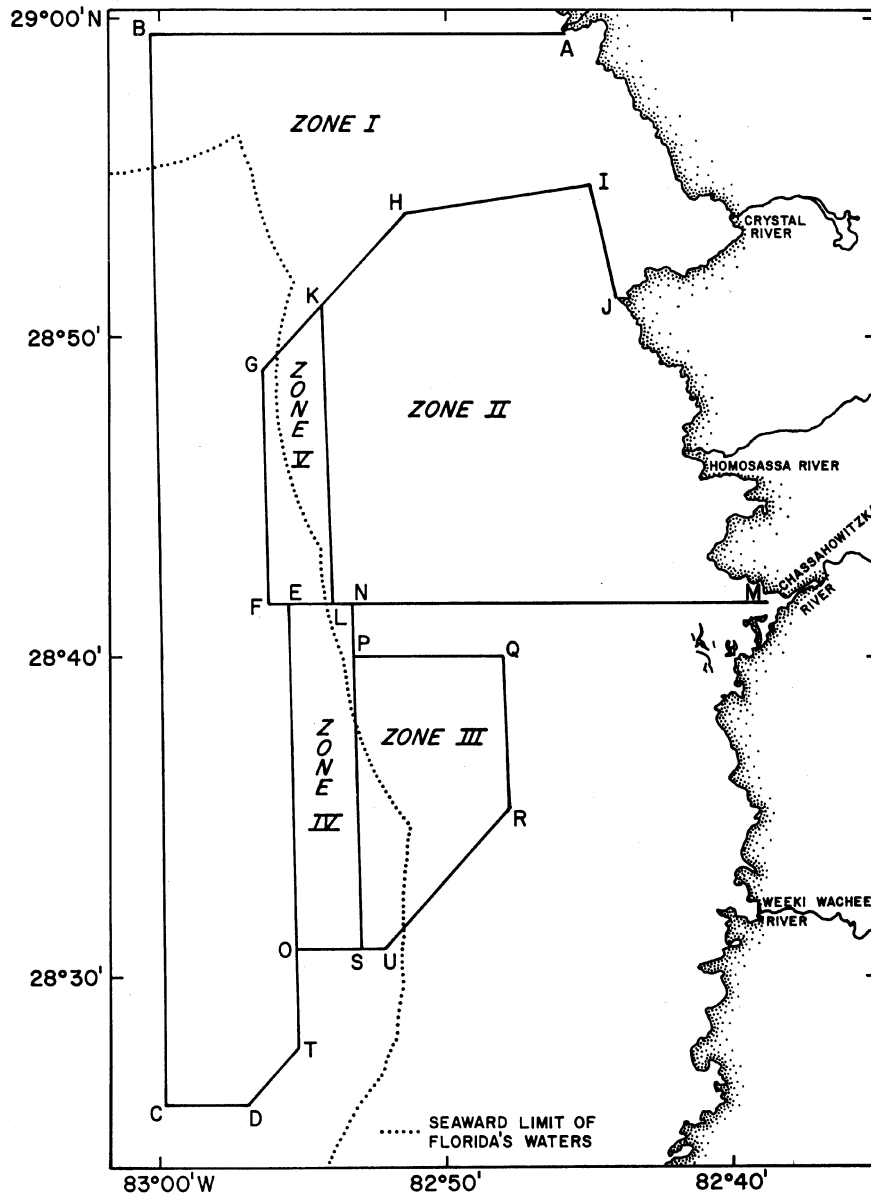 29°00'N
B
A
ZONE I
H
I
CRYSTAL
RIVER
K
J
28°50'
G
ZONE V
ZONE II
HOMOSASSA RIVER
CHASSAHOWITZKA
RIVER
F
E
L
N
M
P
Q
28°40'
ZONE IV
ZONE III
R
WEEKI WACHEE
RIVER
O
S
U
28°30'
T
C
D
SEAWARD LIMIT OF
FLORIDA'S WATERS
83°00'W
82°50'
82°40'